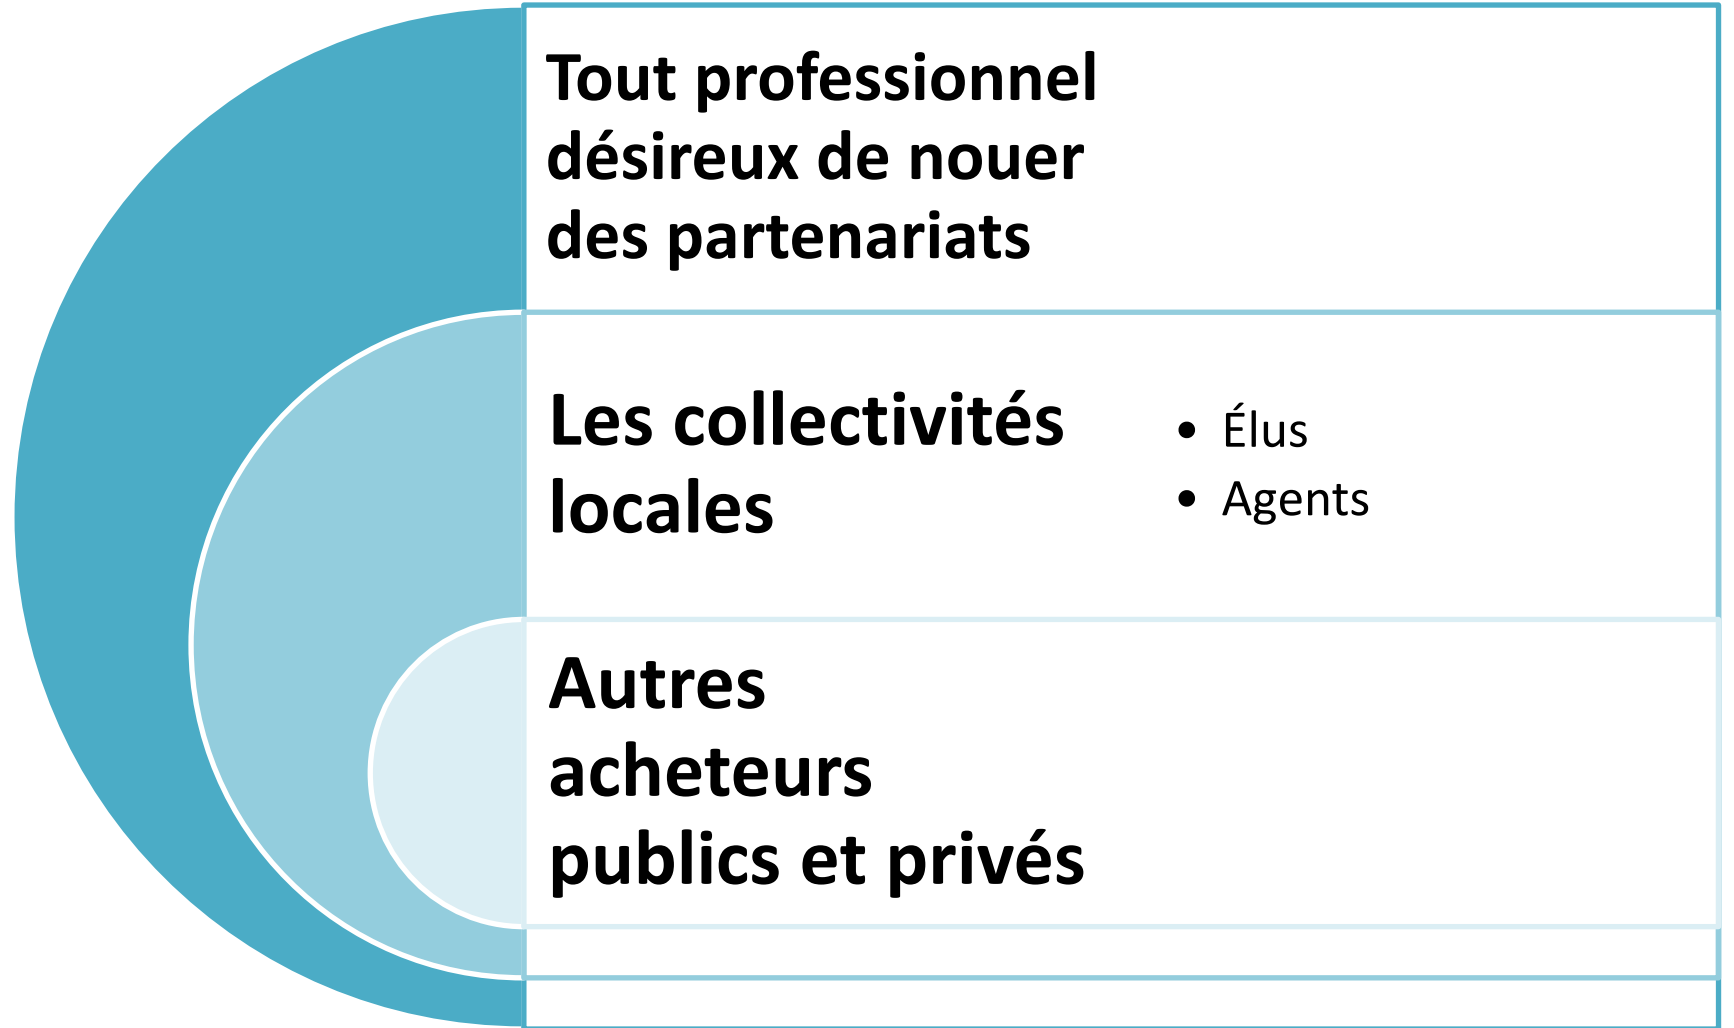 Tout professionnel
désireux de nouer
des partenariats
Les collectivités
locales
• Élus
• Agents
Autres
acheteurs
publics et privés